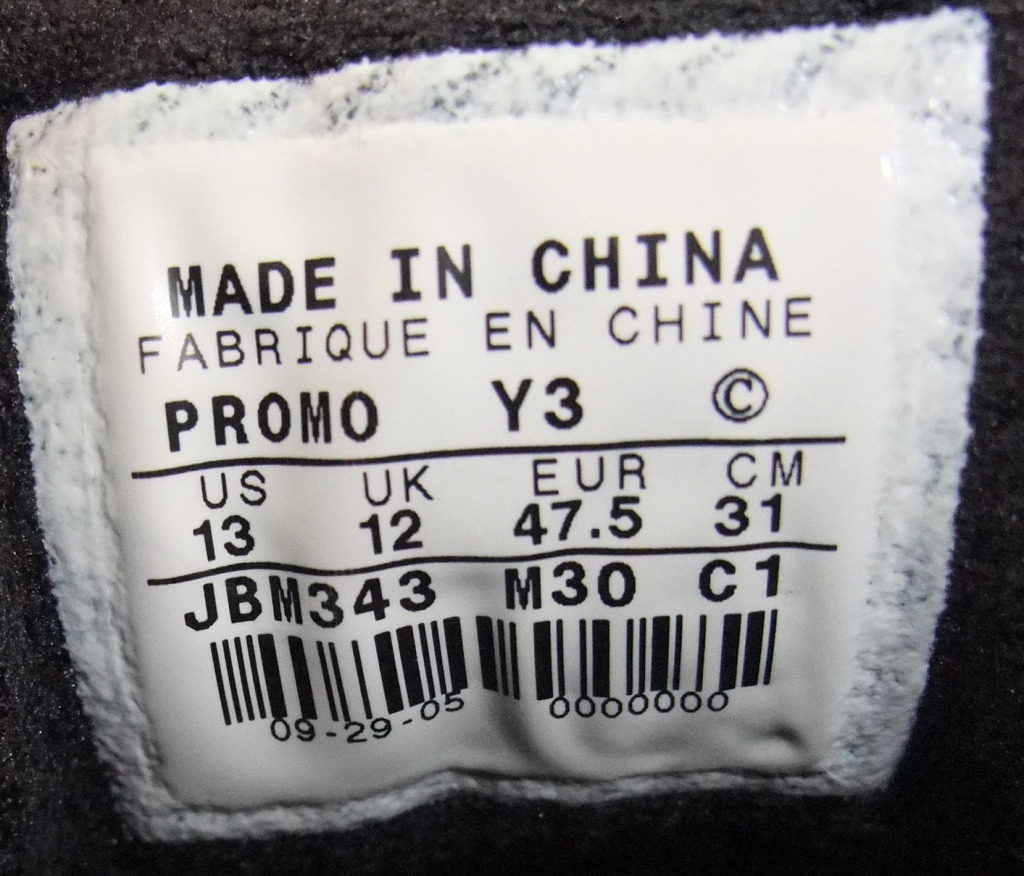 MADE IN CHINA
FABRIQUE EN CHINE
PROMO Y3 ©
US UK EUR CM
13 12 47.5 31
JBM343 M30 C1
09-29-05 0000000